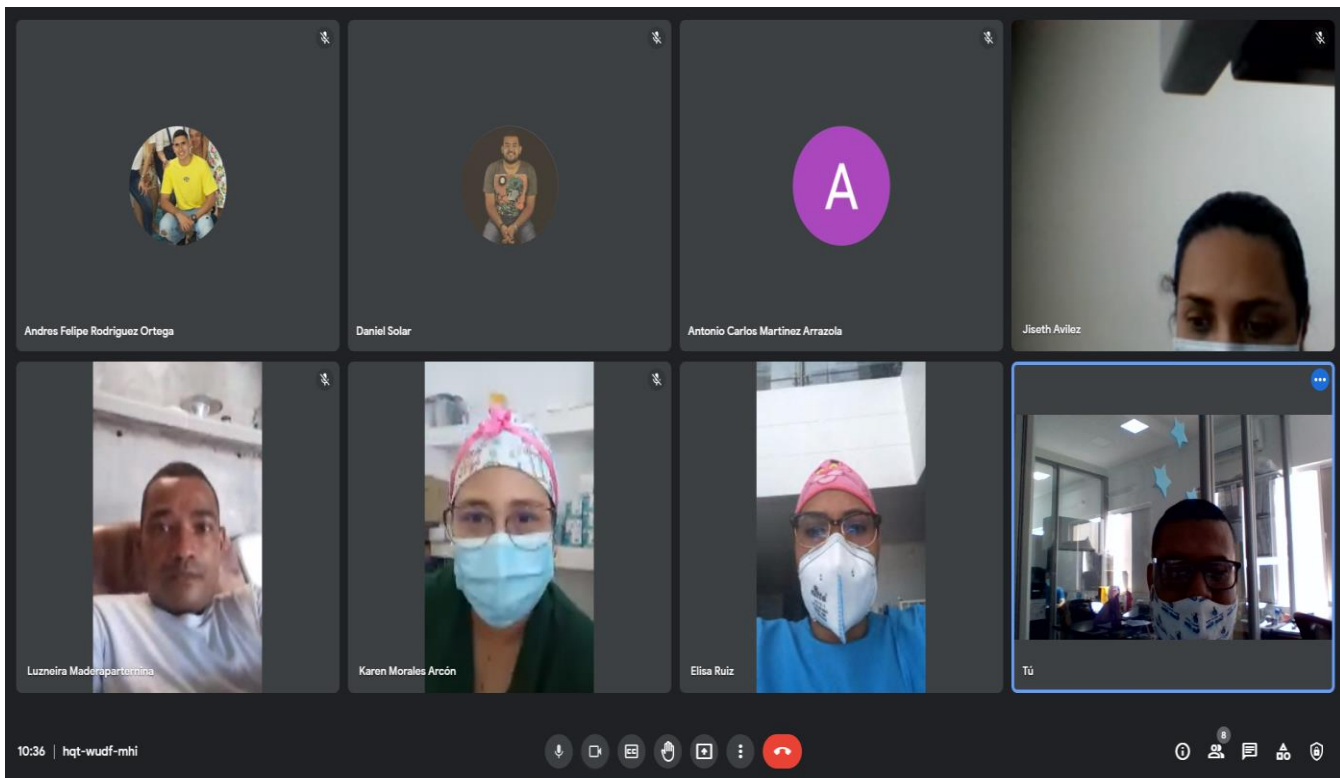 A
Andres Felipe Rodriguez Ortega
Daniel Solar
Antonio Carlos Martinez Arrazola
Jiseth Avilez
Luzneira Maderaparternina
Karen Morales Arcón
Elisa Ruiz
Tú
10:36 | hqt-wudf-mhi
8